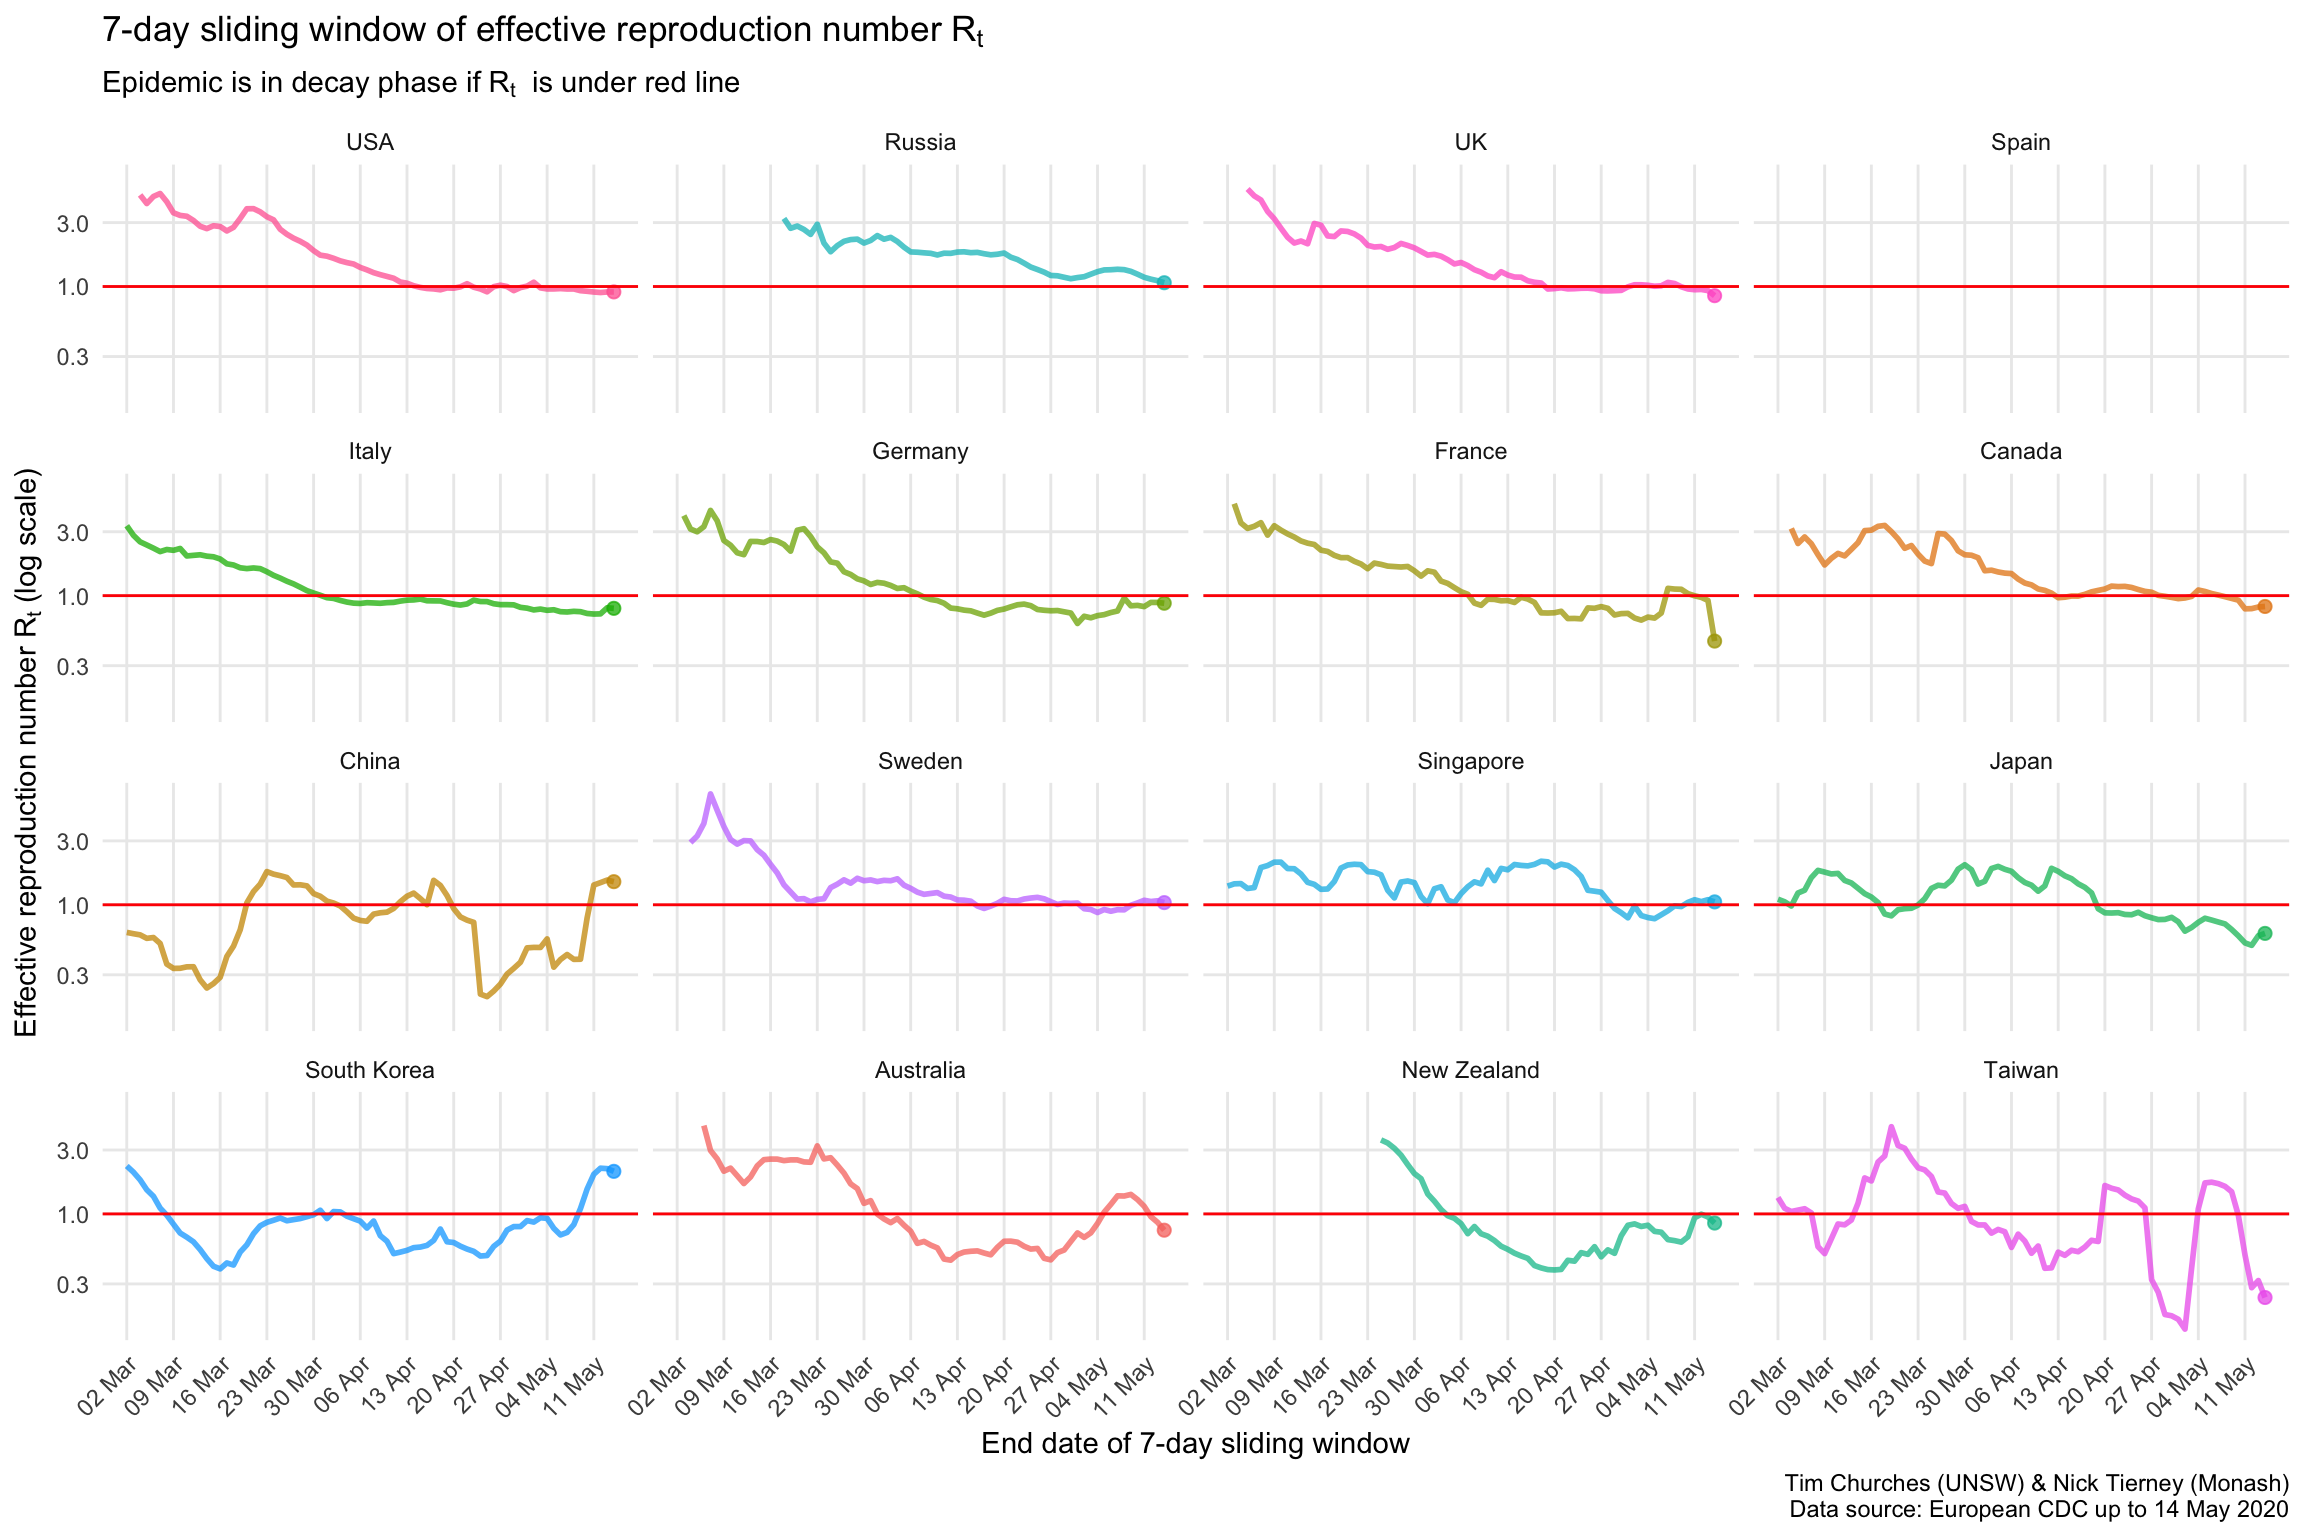 7-day sliding window of effective reproduction number Rt
Epidemic is in decay phase if Rt is under red line
USA
Russia
UK
Spain
3.0
1.0
0.3
Italy
Germany
France
Canada
3.0
1.0
0.3
Effective reproduction number Rt (log scale)
China
Sweden
Singapore
Japan
3.0
1.0
0.3
South Korea
Australia
New Zealand
Taiwan
3.0
1.0
0.3
02 Mar
09 Mar
16 Mar
23 Mar
30 Mar
06 Apr
13 Apr
20 Apr
27 Apr
04 May
11 May
02 Mar
09 Mar
16 Mar
23 Mar
30 Mar
06 Apr
13 Apr
20 Apr
27 Apr
04 May
11 May
02 Mar
09 Mar
16 Mar
23 Mar
30 Mar
06 Apr
13 Apr
20 Apr
27 Apr
04 May
11 May
02 Mar
09 Mar
16 Mar
23 Mar
30 Mar
06 Apr
13 Apr
20 Apr
27 Apr
04 May
11 May
End date of 7-day sliding window
Tim Churches (UNSW) & Nick Tierney (Monash)
Data source: European CDC up to 14 May 2020